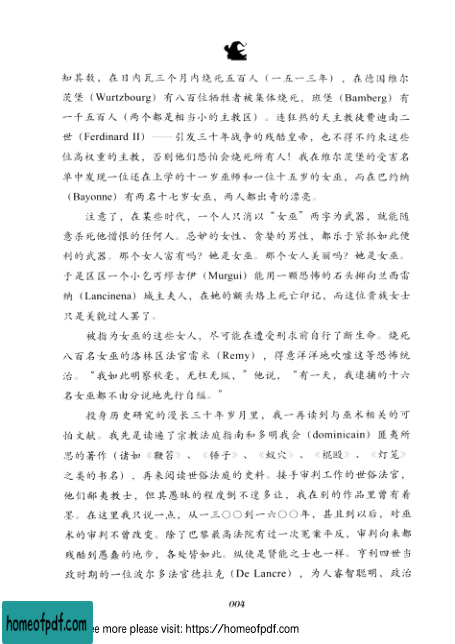 知其数，在日内瓦三个月内烧死五百人（一五一三年），在德国维尔
茨堡（Wurtzbourg）有八百位牺牲者被集体烧死，班堡（Bamberg）有
一千五百人（两个都是相当小的主教区）。连狂热的天主教徒费迪南二
世（Ferdinand II）——引发三十年战争的残酷皇帝，也不得不约束这些
位高权重的主教，否则他们恐怕会烧死所有人！我在维尔茨堡的受害名
单中发现一位还在上学的十一岁巫师和一位十五岁的女巫，而在巴约纳
（Bayonne）有两名十七岁女巫，两人都出奇的漂亮。
注意了，在某些时代，一个人只消以“女巫”两字为武器，就能随
意杀死他憎恨的任何人。忌妒的女性、贪婪的男性，都乐于紧抓如此便
利的武器。那个女人富有吗？她是女巫。那个女人美丽吗？她是女巫。
于是区区一个小乞丐缪吉伊（Murgui）能用一颗恐怖的石头掷向兰西雷
纳（Lancinena）城主夫人，在她的额头烙上死亡印记，而这位贵族女士
只是美貌过人罢了。
被指为女巫的这些女人，尽可能在遭受刑求前自行了断生命。烧死
八百名女巫的洛林区法官雷米（Remy），得意洋洋地吹嘘这等恐怖统
治。“我如此明察秋毫，无枉无纵，”他说，“有一天，我逮捕的十六
名女巫都不由分说地先行自缢。”
投身历史研究的漫长三十年岁月里，我一再读到与巫术相关的可
怕文献。我先是读遍了宗教法庭指南和多明我会（dominicain）匪夷所
思的著作（诸如《鞭笞》、《锤子》、《蚁穴》、《棍殴》、《灯笼》
之类的书名），再来阅读世俗法庭的史料。接手审判工作的世俗法官，
他们鄙夷教士，但其愚昧的程度倒不遑多让，我在别的作品里曾有着
墨。在这里我只说一点，从一三〇〇到一六〇〇年，甚且到以后，对巫
术的审判不曾改变。除了巴黎最高法院有过一次冤案平反，审判向来都
残酷到愚蠢的地步，各处皆如此。纵使是贤能之士也一样。亨利四世当
政时期的一位波尔多法官德拉克（De Lancre），为人睿智聪明，政治
004
homeofpdf.com
ee more please visit: https://homeofpdf.com